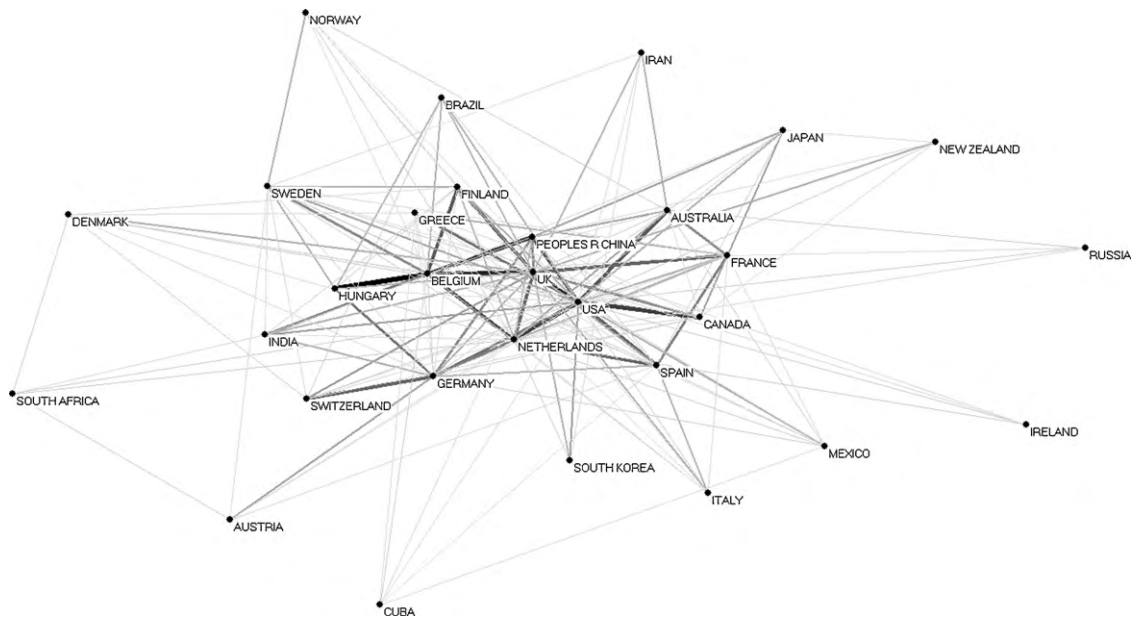 NORWAY
IRAN
BRAZIL
JAPAN
NEW ZEALAND
SWEDEN
FINLAND
DENMARK
GREECE
AUSTRALIA
PEOPLES R CHINA
RUSSIA
FRANCE
BELGIUM
UK
HUNGARY
USA
CANADA
INDIA
NETHERLANDS
SPAIN
GERMANY
SOUTH AFRICA
SWITZERLAND
IRELAND
MEXICO
SOUTH KOREA
ITALY
AUSTRIA
CUBA